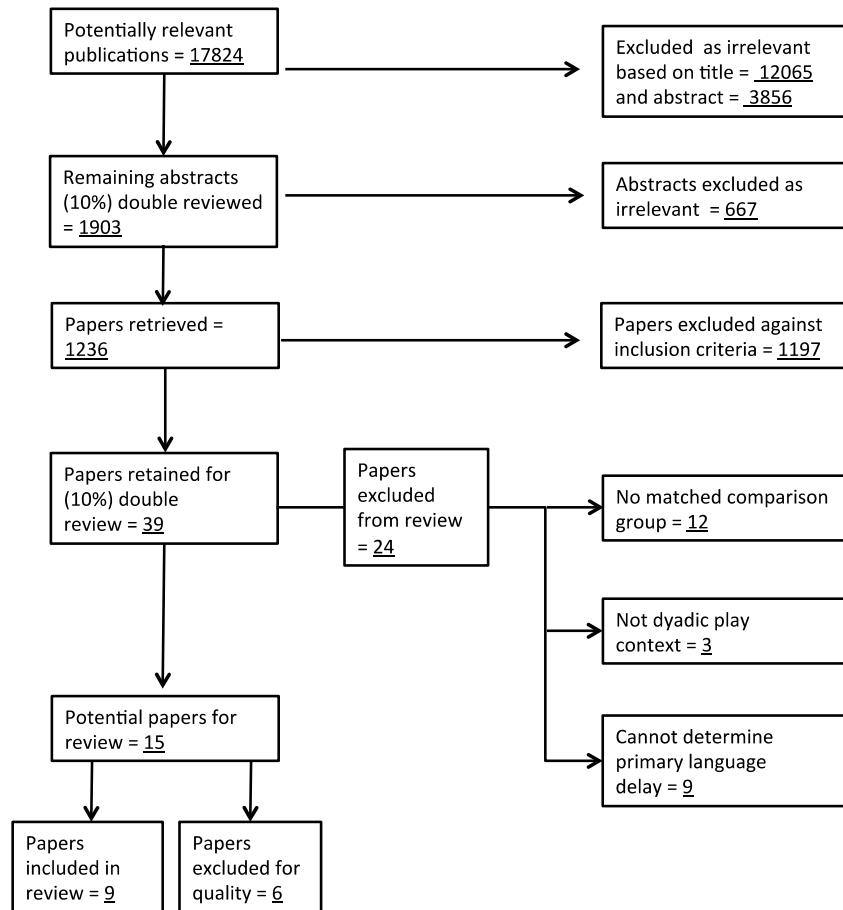 Potentially relevant
publications = 17824
Excluded as irrelevant
based on title = 12065
and abstract = 3856
Remaining abstracts
(10%) double reviewed
= 1903
Abstracts excluded as
irrelevant = 667
Papers retrieved =
1236
Papers excluded against
inclusion criteria = 1197
Papers retained for
(10%) double
review = 39
Papers
excluded
from review
= 24
No matched comparison
group = 12
Not dyadic play
context = 3
Cannot determine
primary language
delay = 9
Potential papers for
review = 15
Papers
included in
review = 9
Papers
excluded for
quality = 6